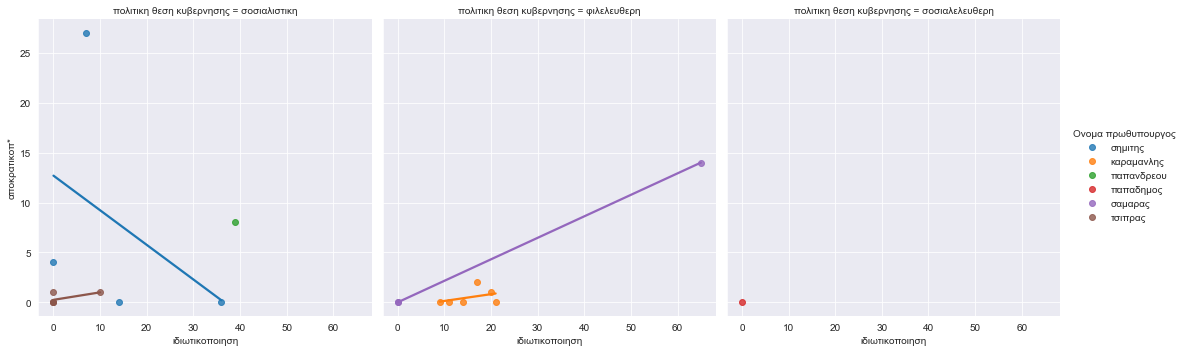 πολιτικη θεση κυβερνησης = σοσιαλιστικη
πολιτικη θεση κυβερνησης = φιλελευθερη
πολιτικη θεση κυβερνησης = σοσιαλελευθερη
25
20
15
10
5
0
αποκρατικοπ*
0 10 20 30 40 50 60
0 10 20 30 40 50 60
0 10 20 30 40 50 60
ιδιωτικοποιηση
ιδιωτικοποιηση
ιδιωτικοποιηση
Ονομα πρωθυπουργος
σημιτης
καραμανλης
παπανδρεου
παπαδημος
σαμαρας
τσιπρας